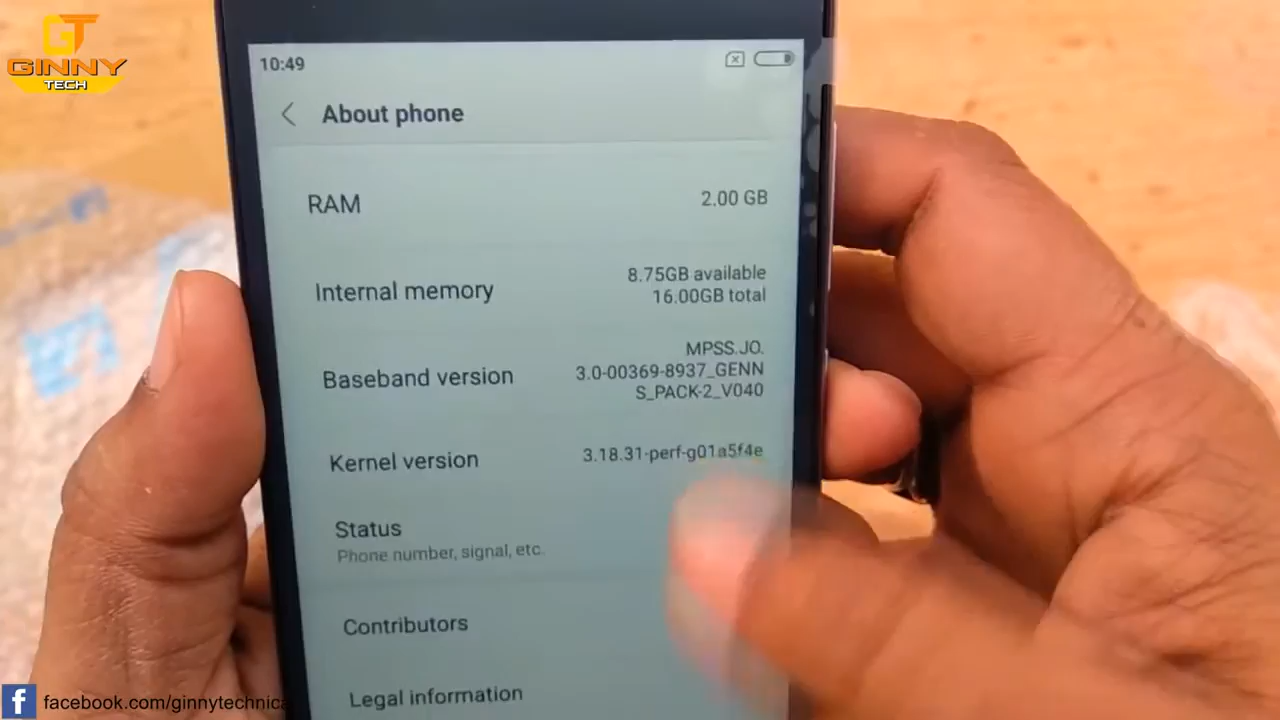 GT
GINNY
TECH
10:49
About phone
RAM
2.00 GB
Internal memory
8.75GB available
16.00GB total
Baseband version
MPSS.JO.
3.0-00369-8937_GENN
S_PACK-2_V040
Kernel version
3.18.31-perf-g01a5f4e
Status
Phone number, signal, etc.
Contributors
Legal information
f facebook.com/ginnytechnica